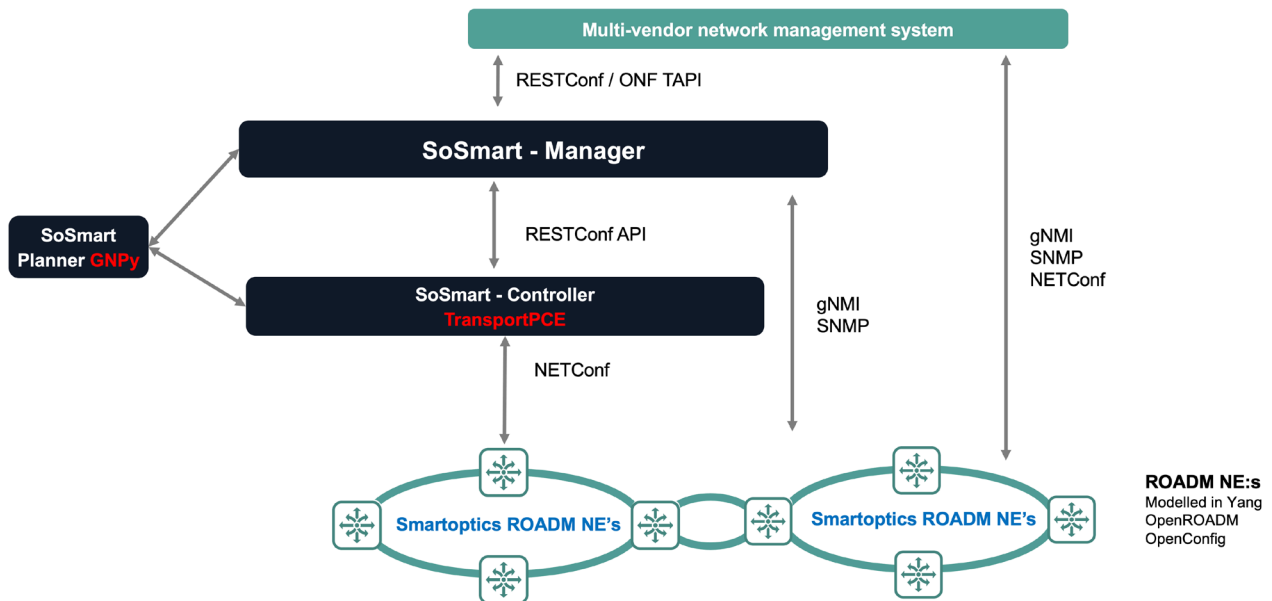 Multi-vendor network management system
RESTConf / ONF TAPI
SoSmart - Manager
SoSmart
Planner GNPy
RESTConf API
gNMI
SNMP
NETConf
SoSmart - Controller
TransportPCE
gNMI
SNMP
NETConf
Smartoptics ROADM NE's
Smartoptics ROADM NE's
ROADM NE:s
Modelled in Yang
OpenROADM
OpenConfig